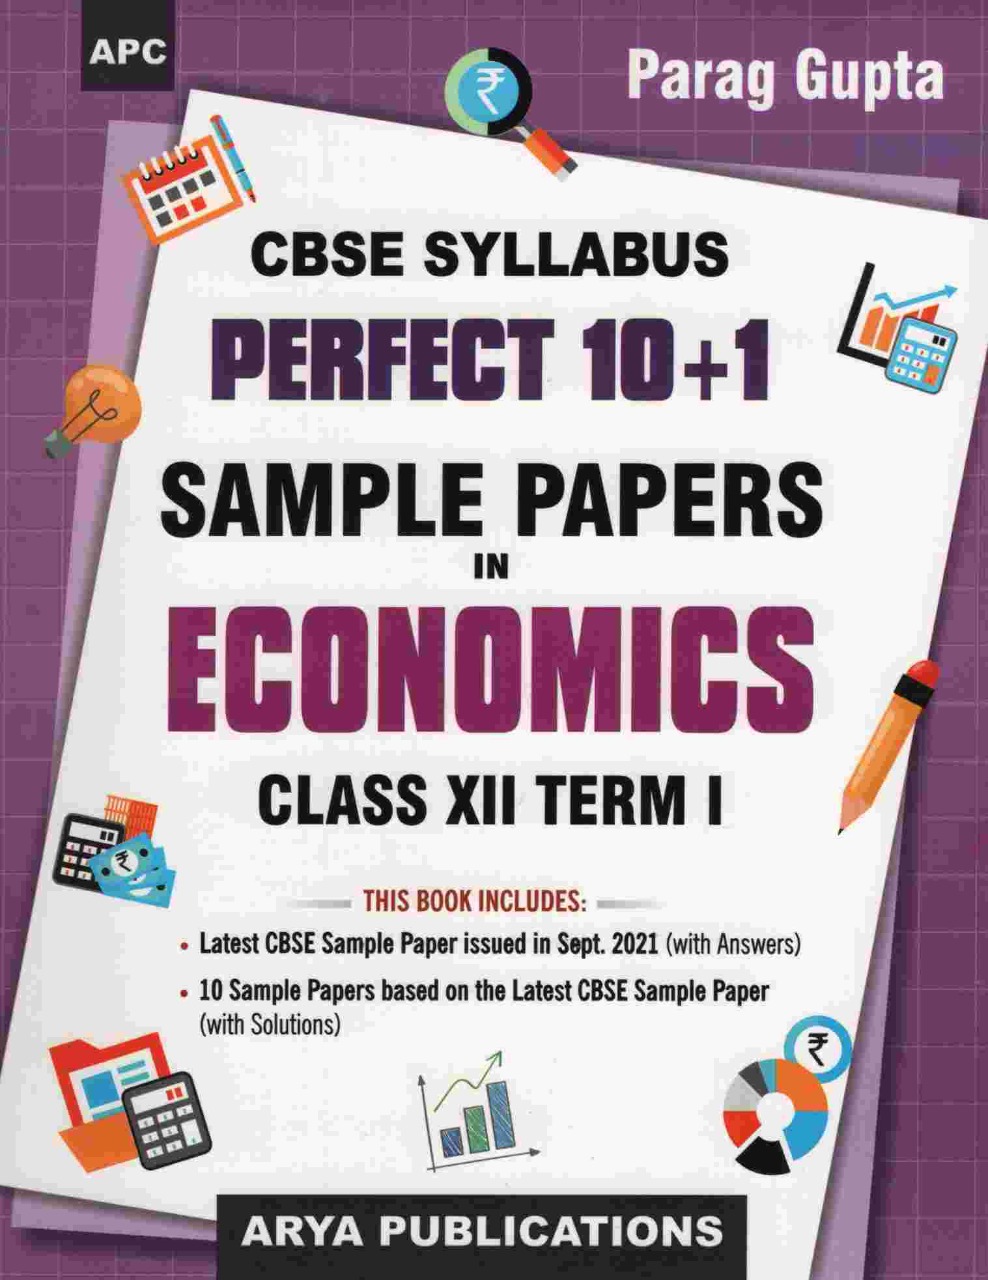 APC
Parag Gupta
CBSE SYLLABUS
PERFECT 10+1
SAMPLE PAPERS
IN
ECONOMICS
CLASS XII TERM I
THIS BOOK INCLUDES:
• Latest CBSE Sample Paper issued in Sept. 2021 (with Answers)
• 10 Sample Papers based on the Latest CBSE Sample Paper
(with Solutions)
ARYA PUBLICATIONS